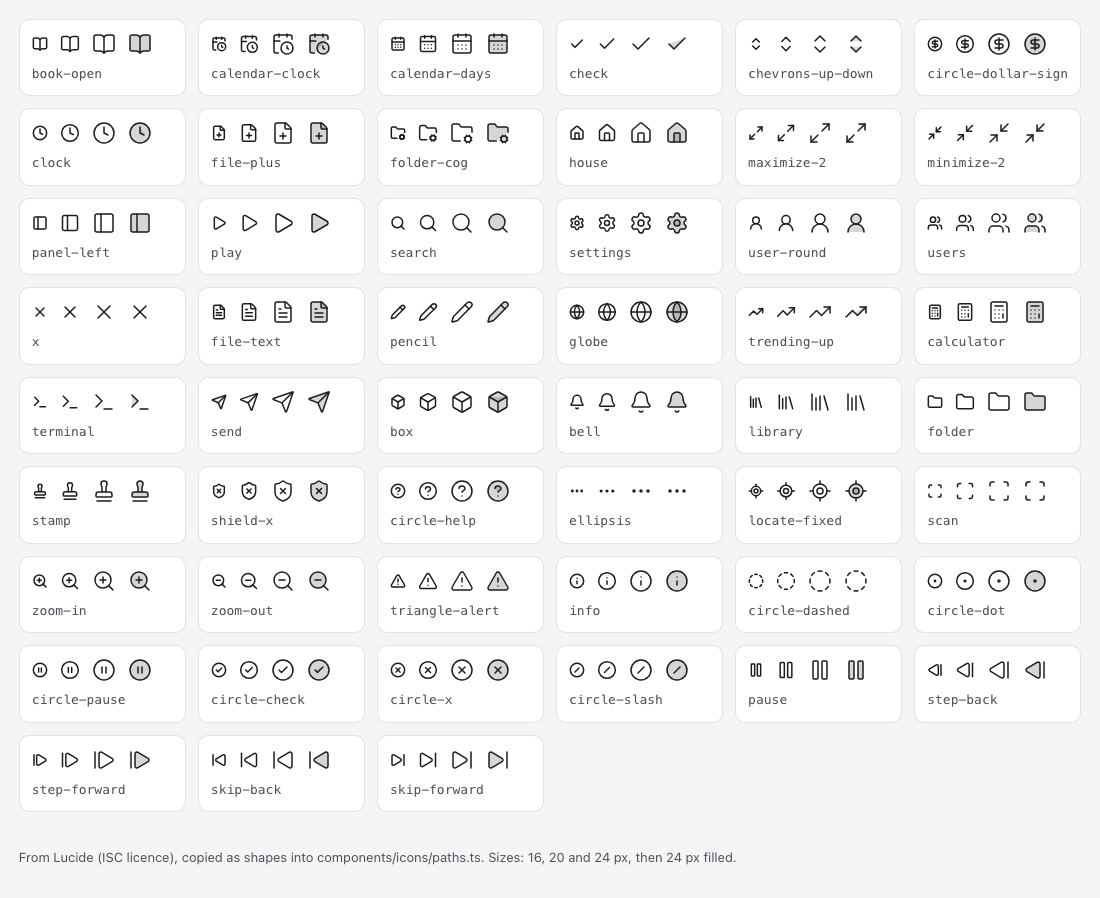 book-open calendar-clock calendar-days check chevrons-up-down circle-dollar-sign
clock file-plus folder-cog house maximize-2 minimize-2
panel-left play search settings user-round users
x file-text pencil globe trending-up calculator
terminal send box bell library folder
stamp shield-x circle-help ellipsis locate-fixed scan
zoom-in zoom-out triangle-alert info circle-dashed circle-dot
circle-pause circle-check circle-x circle-slash pause step-back
step-forward skip-back skip-forward
From Lucide (ISC licence), copied as shapes into components/icons/paths.ts. Sizes: 16, 20 and 24 px, then 24 px filled.